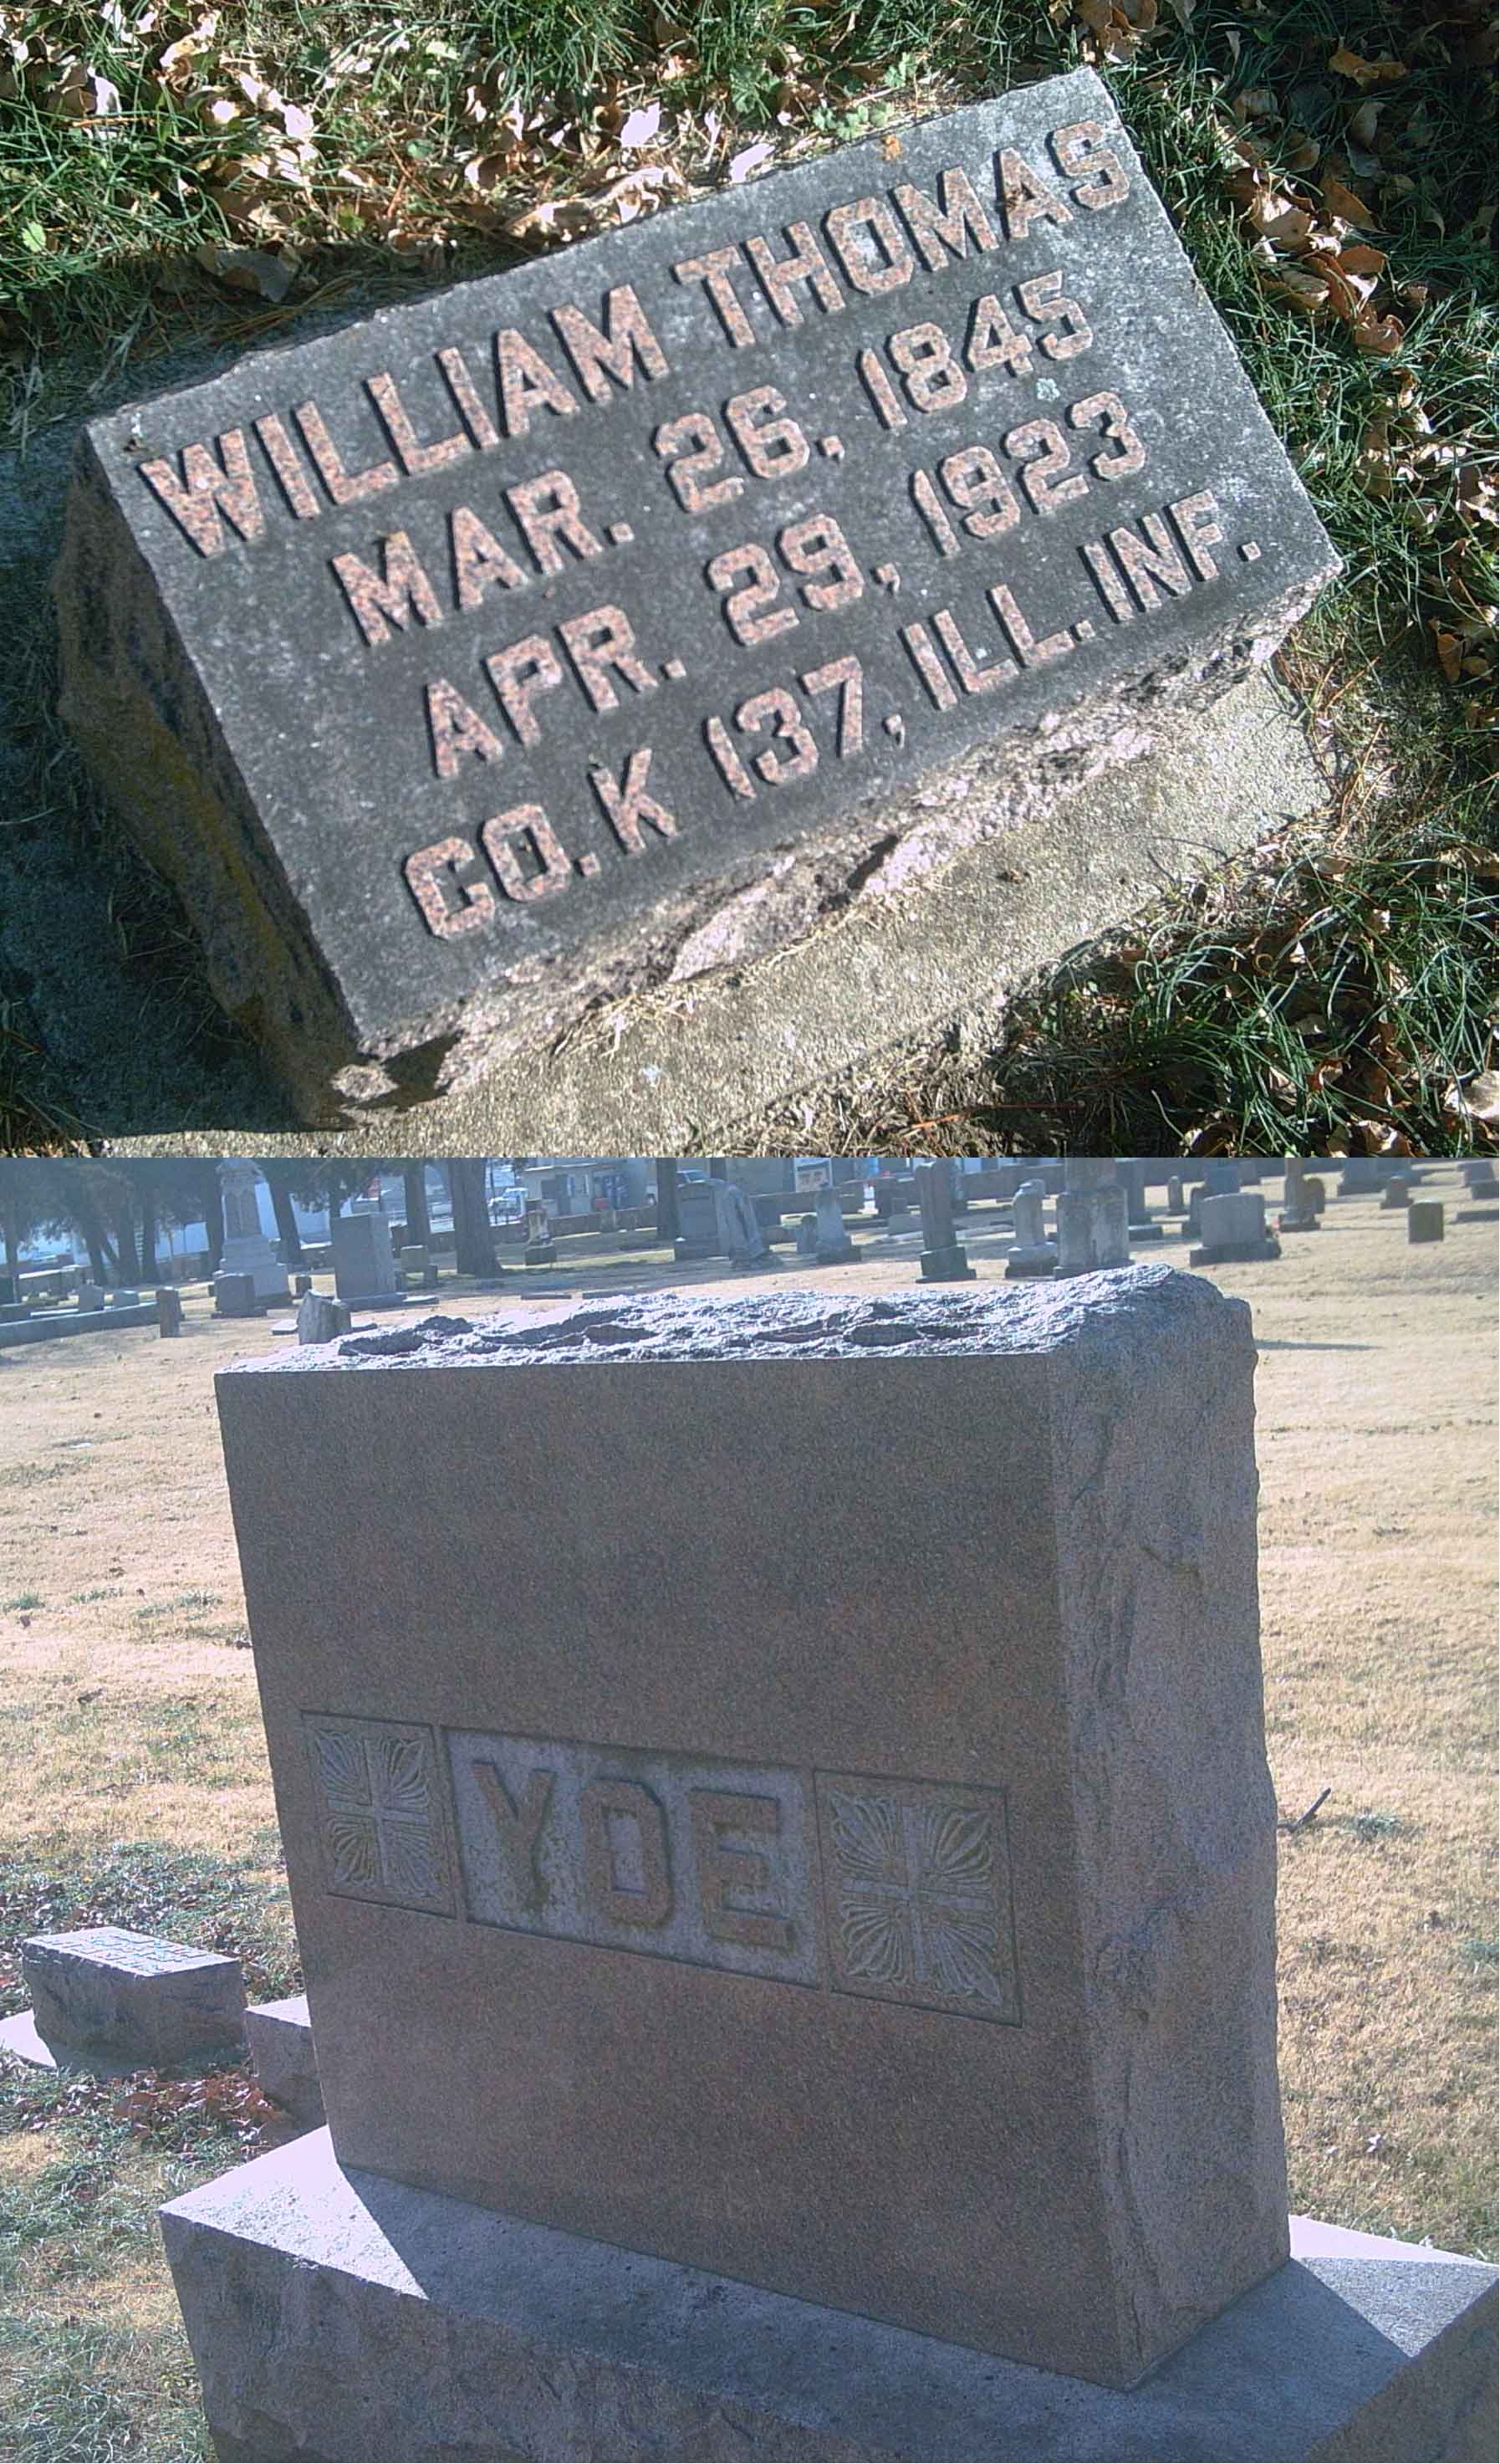 WILLIAM THOMAS
MAR. 26, 1845
APR. 29, 1923
CO. K 137, ILL. INF.
YOE